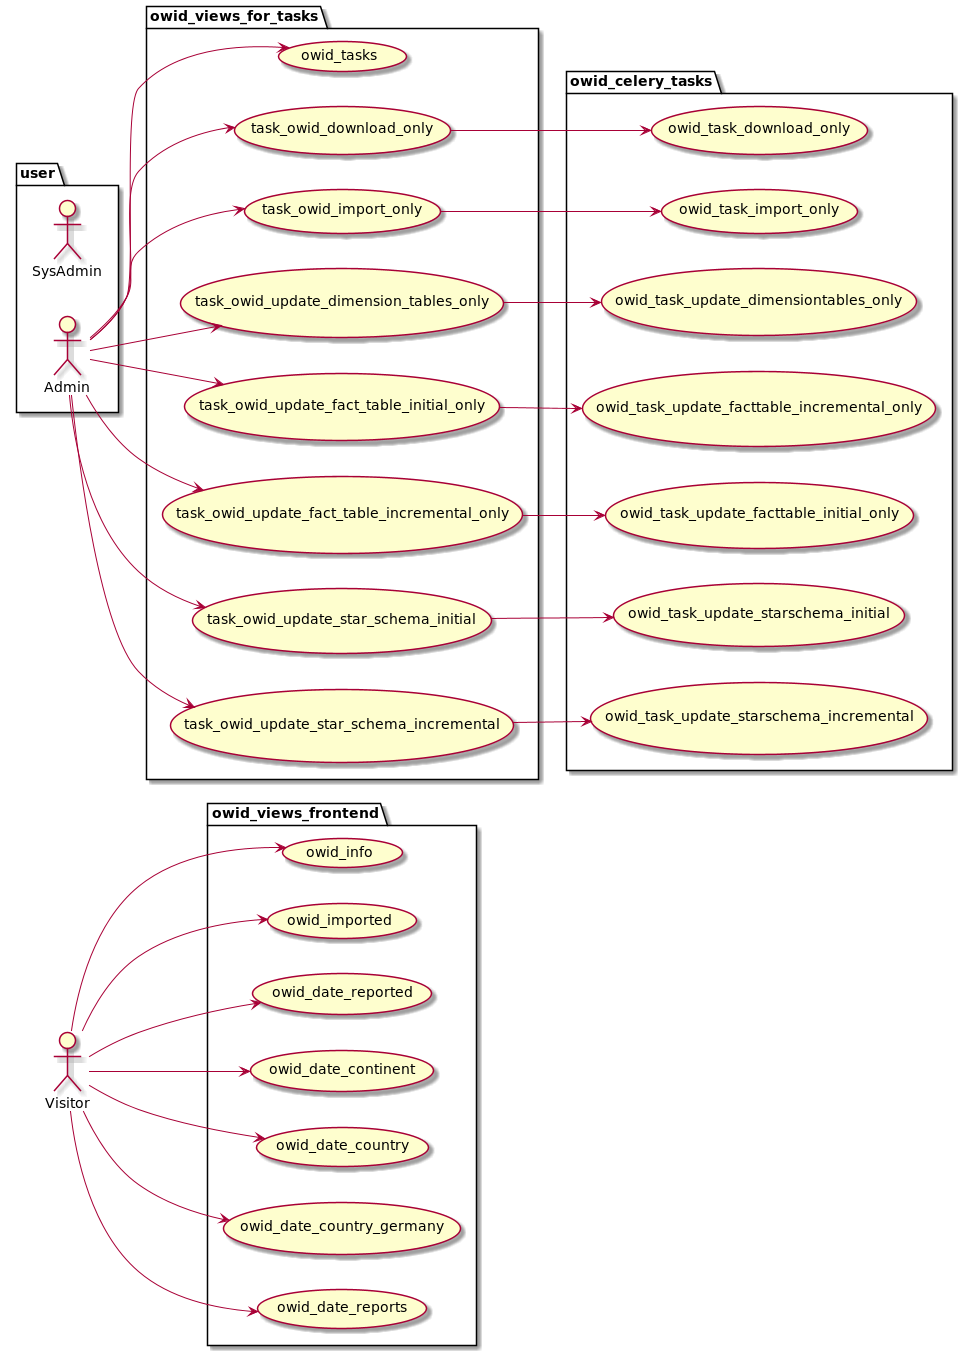 owid_views_for_tasks
owid_tasks
owid_celery_tasks
task_owid_download_only
owid_task_download_only
user
task_owid_import_only
owid_task_import_only
SysAdmin
task_owid_update_dimension_tables_only
owid_task_update_dimensiontables_only
Admin
task_owid_update_fact_table_initial_only
owid_task_update_facttable_incremental_only
task_owid_update_fact_table_incremental_only
owid_task_update_facttable_initial_only
task_owid_update_star_schema_initial
owid_task_update_starschema_initial
task_owid_update_star_schema_incremental
owid_task_update_starschema_incremental
owid_views_frontend
owid_info
owid_imported
owid_date_reported
owid_date_continent
Visitor
owid_date_country
owid_date_country_germany
owid_date_reports